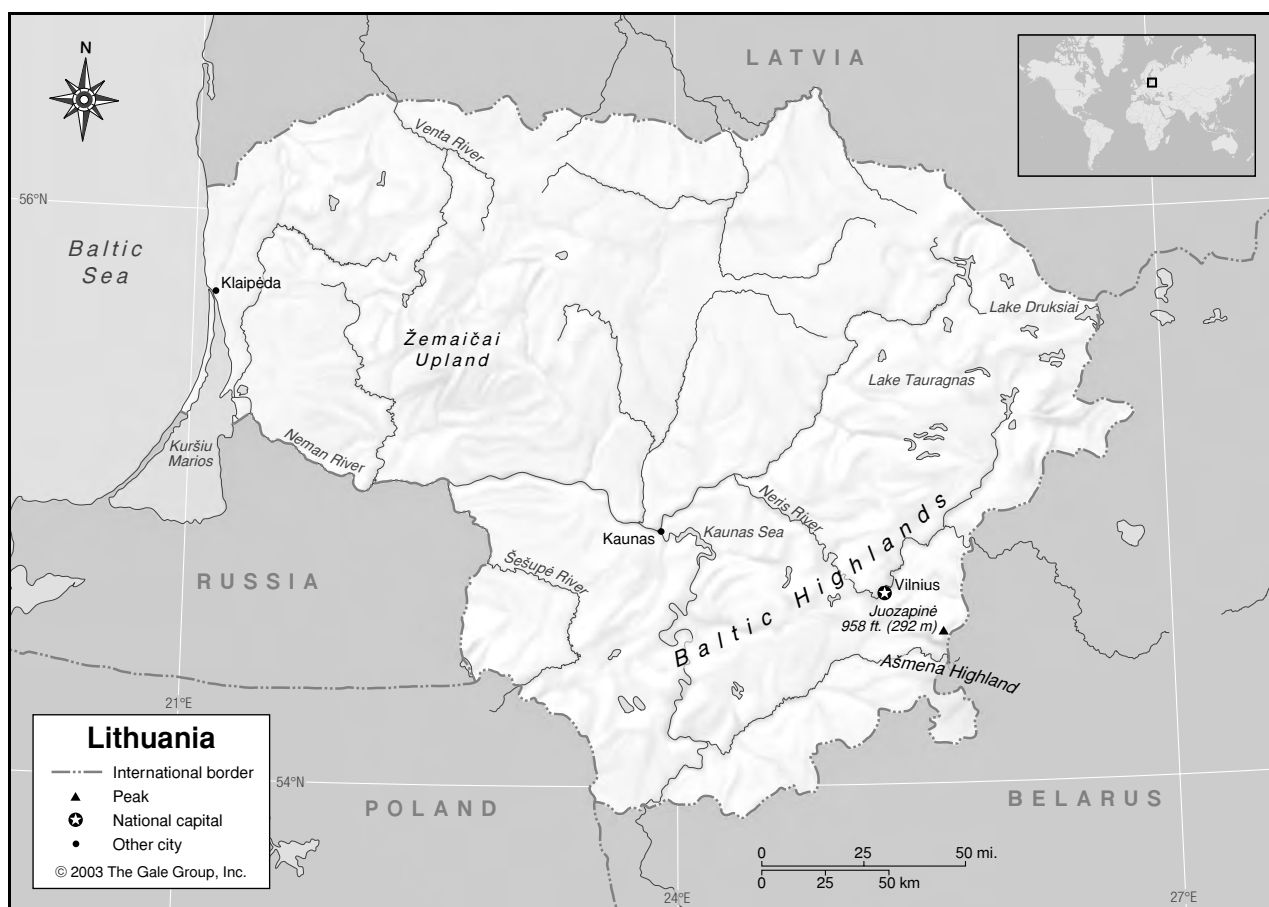 N
LATVIA
Venta River
56°N
Baltic
Sea
Klaipėda
Lake Druksiai
Žemaičai
Upland
Lake Tauragnas
Kuršiu
Marios
Neman River
Neris River
Kaunas
Kaunas Sea
Baltic Highlands
RUSSIA
Šešupė River
Vilnius
Juozapinė
958 ft. (292 m)
Ašmena Highland
21°E
Lithuania
International border
Peak
National capital
Other city
© 2003 The Gale Group, Inc.
54°N
POLAND
BELARUS
0 25 50 mi.
0 25 50 km
24°E
27°E